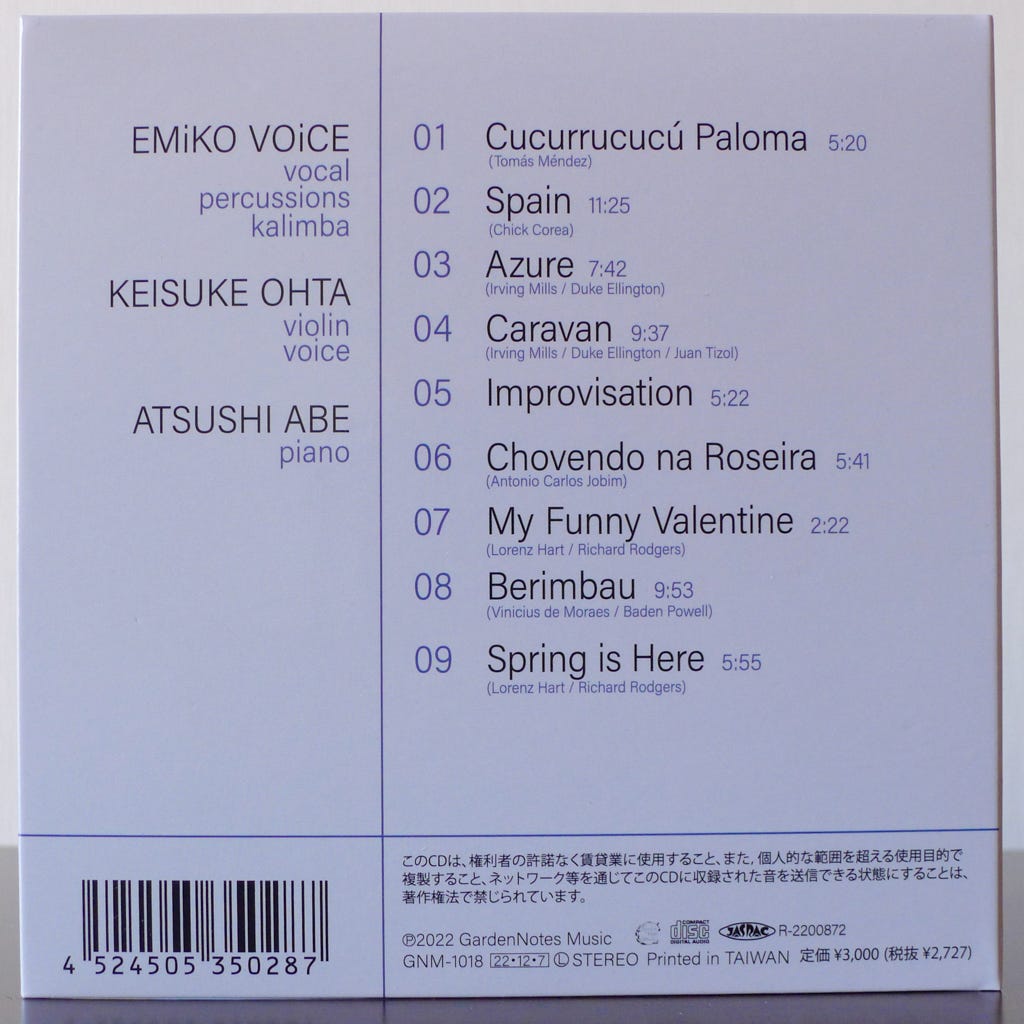 EMiKO VOiCE
vocal
percussions
kalimba
KEISUKE OHTA
violin
voice
ATSUSHI ABE
piano
01 Cucurrucucú Paloma 5:20
(Tomás Méndez)
02 Spain 11:25
(Chick Corea)
03 Azure 7:42
(Irving Mills / Duke Ellington)
04 Caravan 9:37
(Irving Mills / Duke Ellington / Juan Tizol)
05 Improvisation 5:22
06 Chovendo na Roseira 5:41
(Antonio Carlos Jobim)
07 My Funny Valentine 2:22
(Lorenz Hart / Richard Rodgers)
08 Berimbau 9:53
(Vinicius de Moraes / Baden Powell)
09 Spring is Here 5:55
(Lorenz Hart / Richard Rodgers)
4 524505 350287
このCDは、権利者の許諾なく賃貸業に使用すること、また、個人的な範囲を超える使用目的で
複製すること、ネットワーク等を通じてこのCDに収録された音を送信できる状態にすることは、
著作権法で禁じられています。
℗2022 GardenNotes Music COMPACT disc DIGITAL AUDIO JASRAC R-2200872
GNM-1018 22・12・7 Ⓛ STEREO Printed in TAIWAN 定価 ¥3,000 (税抜 ¥2,727)